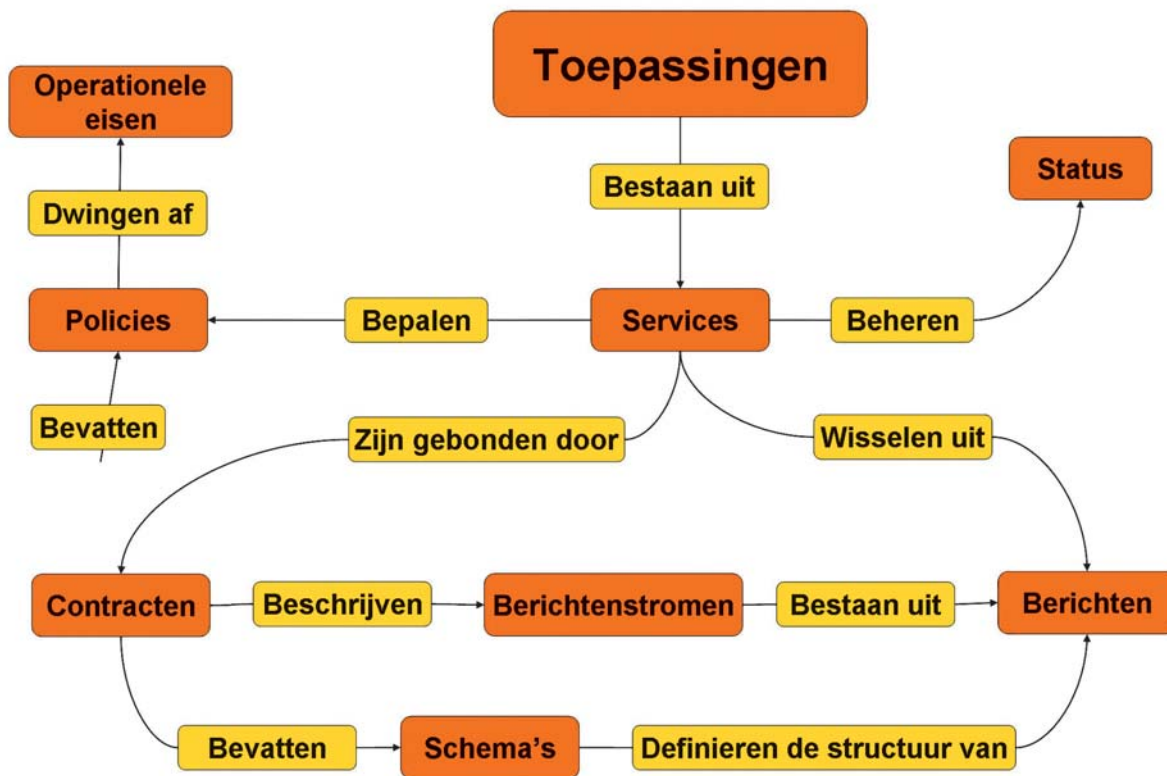 Toepassingen
Operationele
eisen
Bestaan uit
Status
Dwingen af
Policies
Bepalen
Services
Beheren
Bevatten
Zijn gebonden door
Wisselen uit
Contracten
Beschrijven
Berichtenstromen
Bestaan uit
Berichten
Bevatten
Schema's
Definieren de structuur van